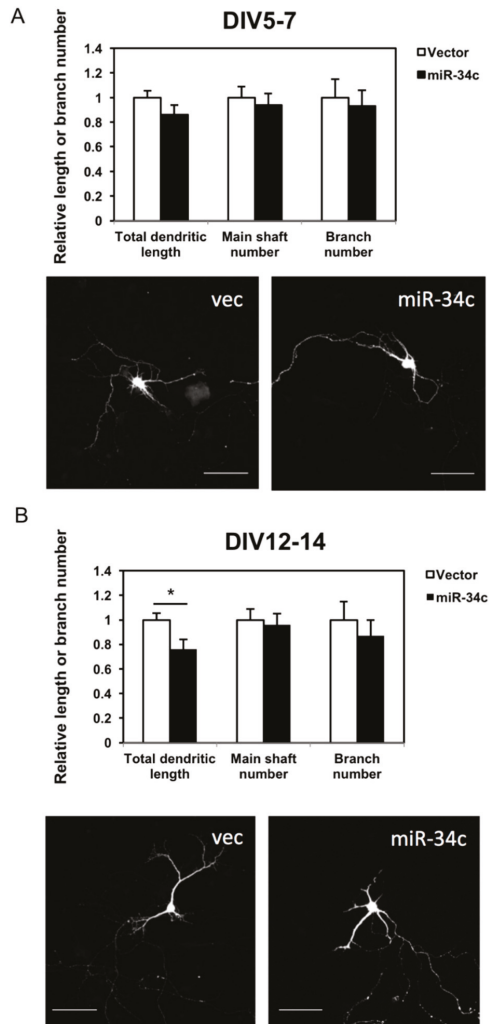 A
DIV5-7
Relative length or branch number
1.4
1.2
1
0.8
0.6
0.4
0.2
0
Vector
miR-34c
Total dendritic length
Main shaft number
Branch number
vec
miR-34c
B
DIV12-14
Relative length or branch number
1.4
1.2
1
0.8
0.6
0.4
0.2
0
*
Vector
miR-34c
Total dendritic length
Main shaft number
Branch number
vec
miR-34c